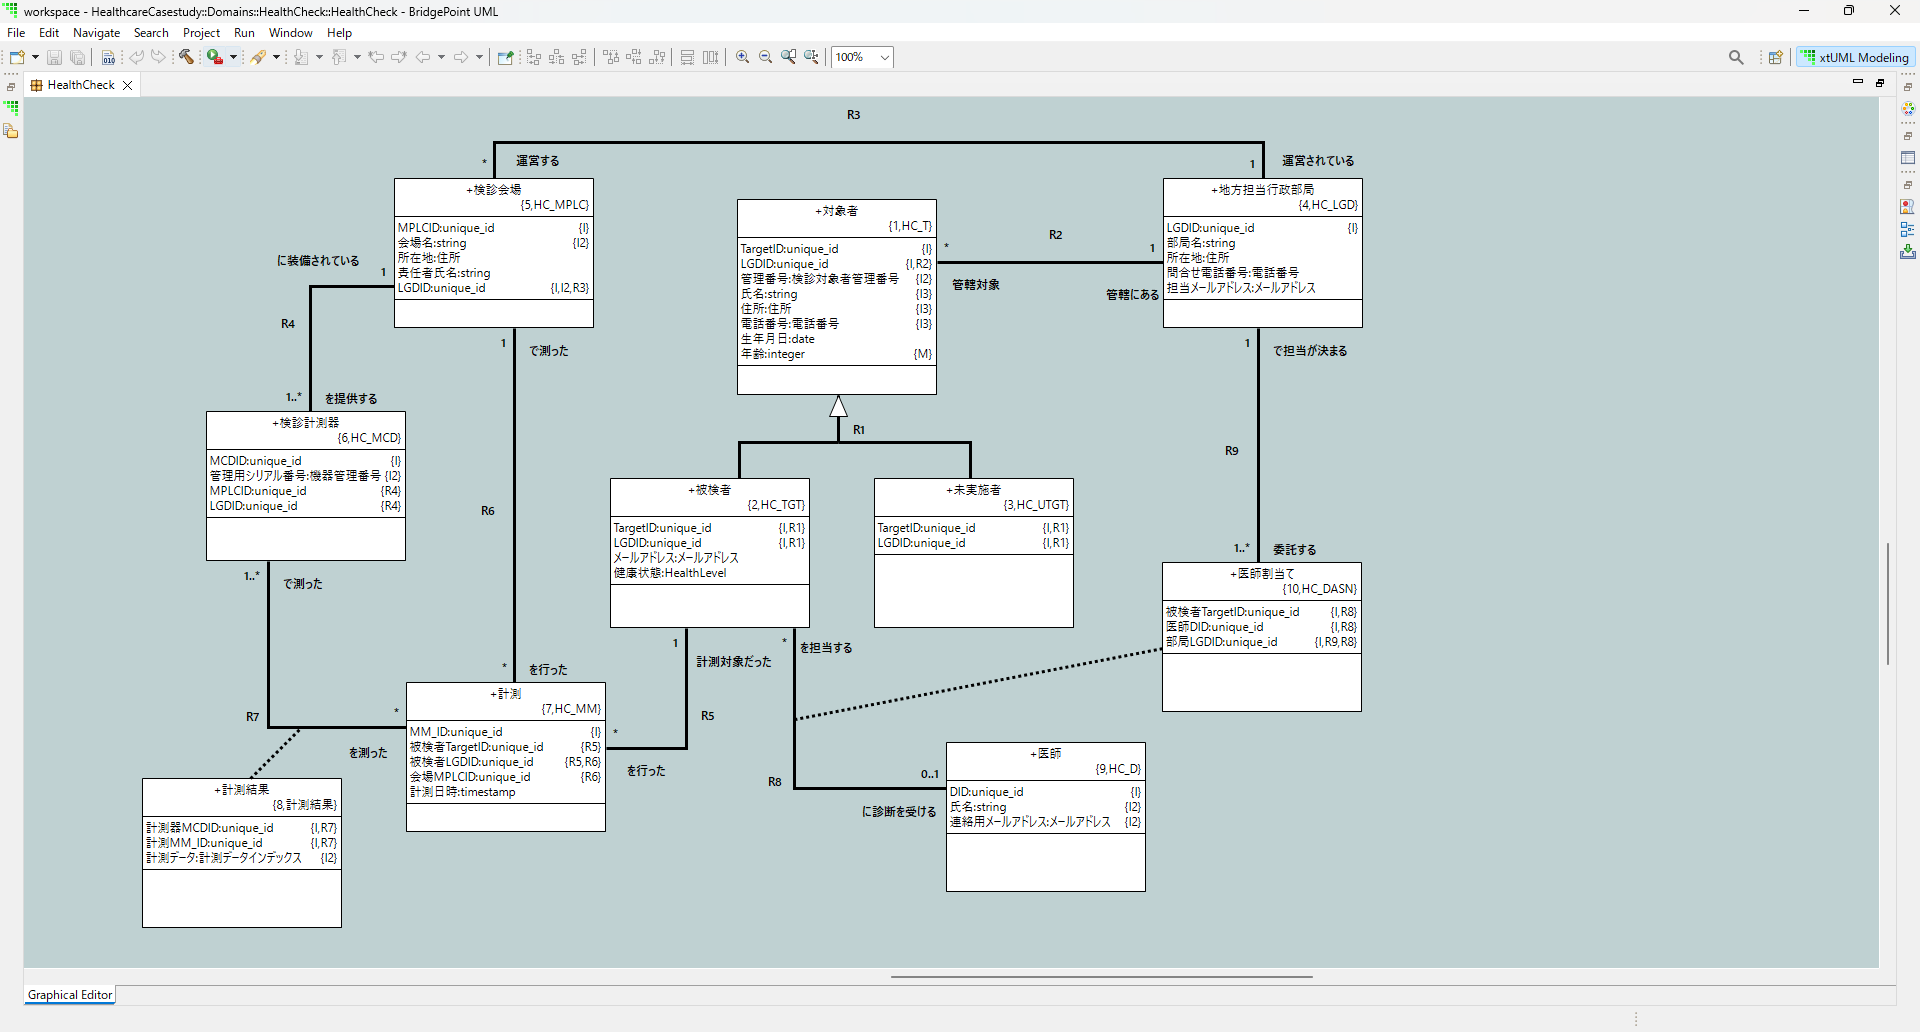 workspace - HealthcareCasestudy::Domains::HealthCheck::HealthCheck - BridgePoint UML
File Edit Navigate Search Project Run Window Help
100%
xtUML Modeling
HealthCheck
R3
* 運営する
1 運営されている
+検診会場
{5,HC_MPLC}
MPLCID:unique_id {I}
会場名:string {I2}
所在地:住所
責任者氏名:string
LGDID:unique_id {I,I2,R3}
+対象者
{1,HC_T}
TargetID:unique_id {I}
LGDID:unique_id {I,R2}
管理番号:検診対象者管理番号 {I2}
氏名:string {I3}
住所:住所 {I3}
電話番号:電話番号 {I3}
生年月日:date
年齢:integer {M}
+地方担当行政部局
{4,HC_LGD}
LGDID:unique_id {I}
部局名:string
所在地:住所
問合せ電話番号:電話番号
担当メールアドレス:メールアドレス
R2
*
1
管轄対象
管轄にある
に装備されている
1
R4
1..*
を提供する
1
で測った
1
で担当が決まる
+検診計測器
{6,HC_MCD}
MCDID:unique_id {I}
管理用シリアル番号:機器管理番号 {I2}
MPLCID:unique_id {R4}
LGDID:unique_id {R4}
R1
R6
R9
+被検者
{2,HC_TGT}
TargetID:unique_id {I,R1}
LGDID:unique_id {I,R1}
メールアドレス:メールアドレス
健康状態:HealthLevel
+未実施者
{3,HC_UTGT}
TargetID:unique_id {I,R1}
LGDID:unique_id {I,R1}
1..* 委託する
+医師割当て
{10,HC_DASN}
被検者TargetID:unique_id {I,R8}
医師DID:unique_id {I,R8}
部局LGDID:unique_id {I,R9,R8}
1..*
で測った
1
計測対象だった
*
を担当する
* を行った
R7
*
を測った
+計測
{7,HC_MM}
MM_ID:unique_id {I}
被検者TargetID:unique_id {R5}
被検者LGDID:unique_id {R5,R6}
会場MPLCID:unique_id {R6}
計測日時:timestamp
R5
*
を行った
R8
0..1
に診断を受ける
+医師
{9,HC_D}
DID:unique_id {I}
氏名:string {I2}
連絡用メールアドレス:メールアドレス {I2}
+計測結果
{8,計測結果}
計測器MCDID:unique_id {I,R7}
計測MM_ID:unique_id {I,R7}
計測データ:計測データインデックス {I2}
Graphical Editor